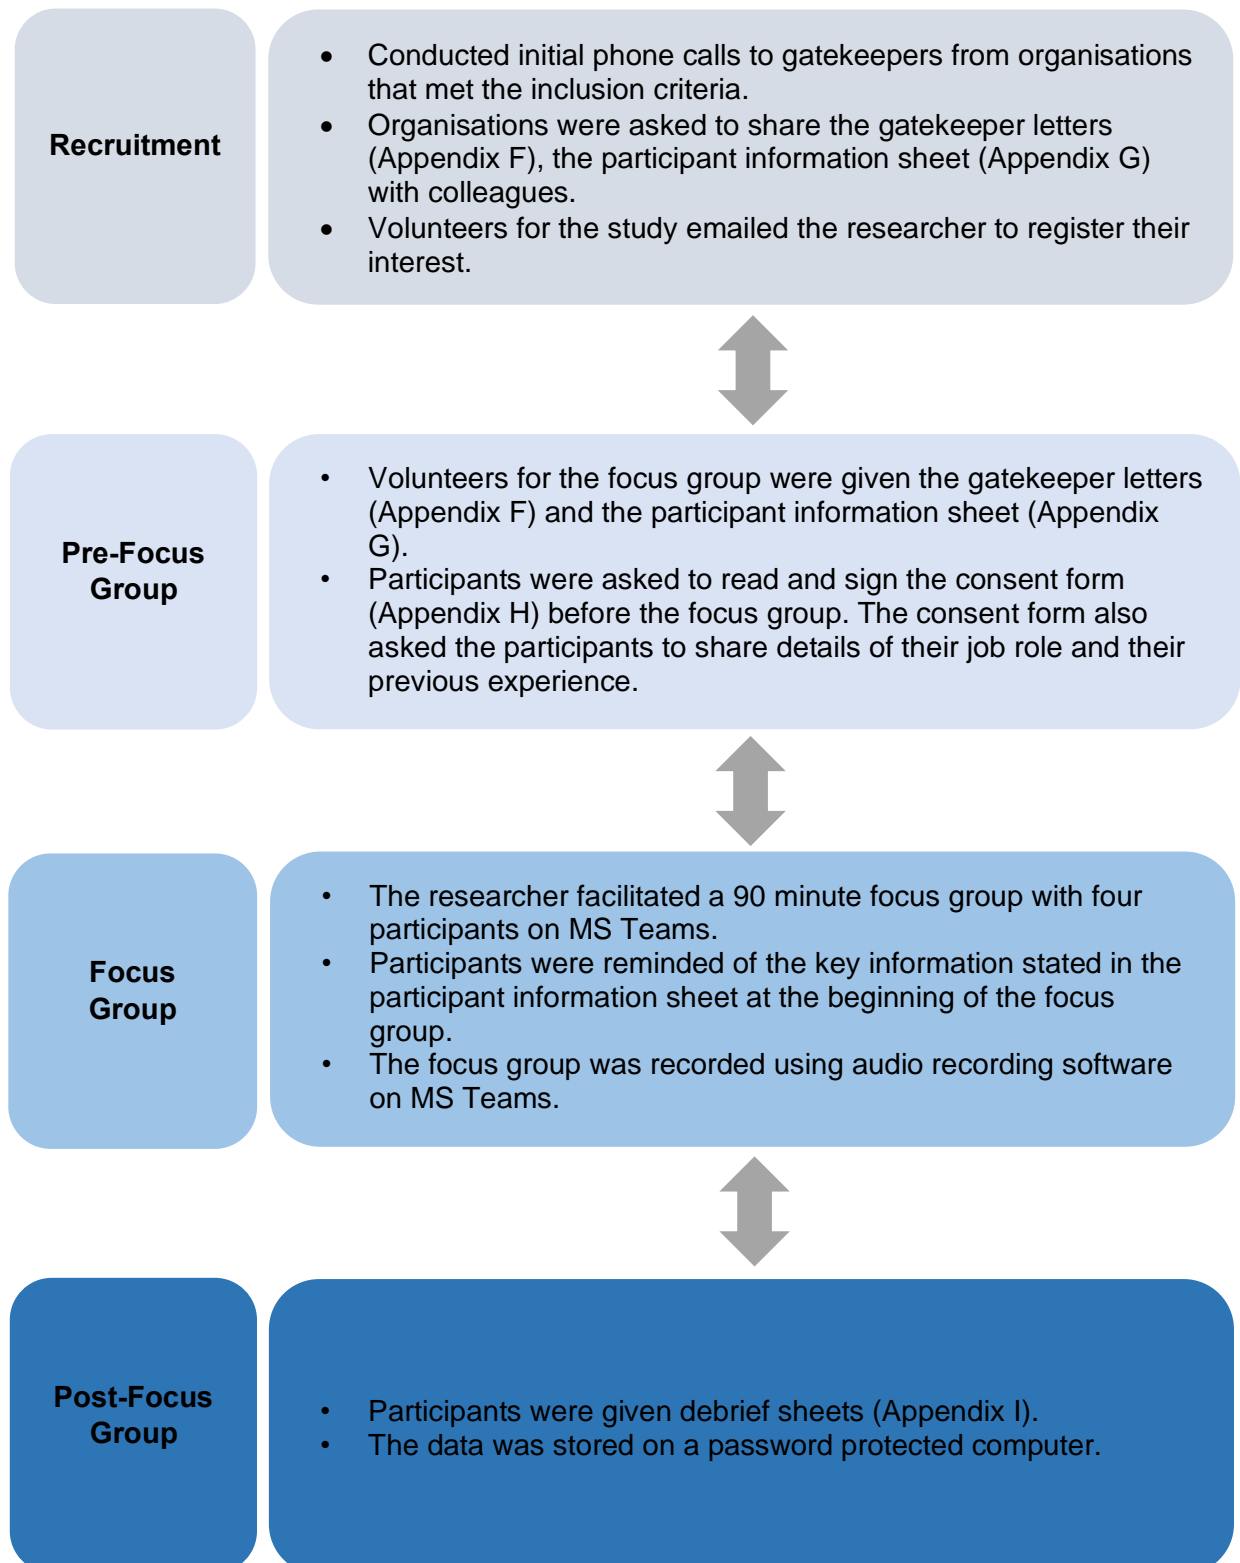 Recruitment
• Conducted initial phone calls to gatekeepers from organisations
that met the inclusion criteria.
• Organisations were asked to share the gatekeeper letters
(Appendix F), the participant information sheet (Appendix G)
with colleagues.
• Volunteers for the study emailed the researcher to register their
interest.
Pre-Focus
Group
• Volunteers for the focus group were given the gatekeeper letters
(Appendix F) and the participant information sheet (Appendix
G).
• Participants were asked to read and sign the consent form
(Appendix H) before the focus group. The consent form also
asked the participants to share details of their job role and their
previous experience.
Focus
Group
• The researcher facilitated a 90 minute focus group with four
participants on MS Teams.
• Participants were reminded of the key information stated in the
participant information sheet at the beginning of the focus
group.
• The focus group was recorded using audio recording software
on MS Teams.
Post-Focus
Group
• Participants were given debrief sheets (Appendix I).
• The data was stored on a password protected computer.